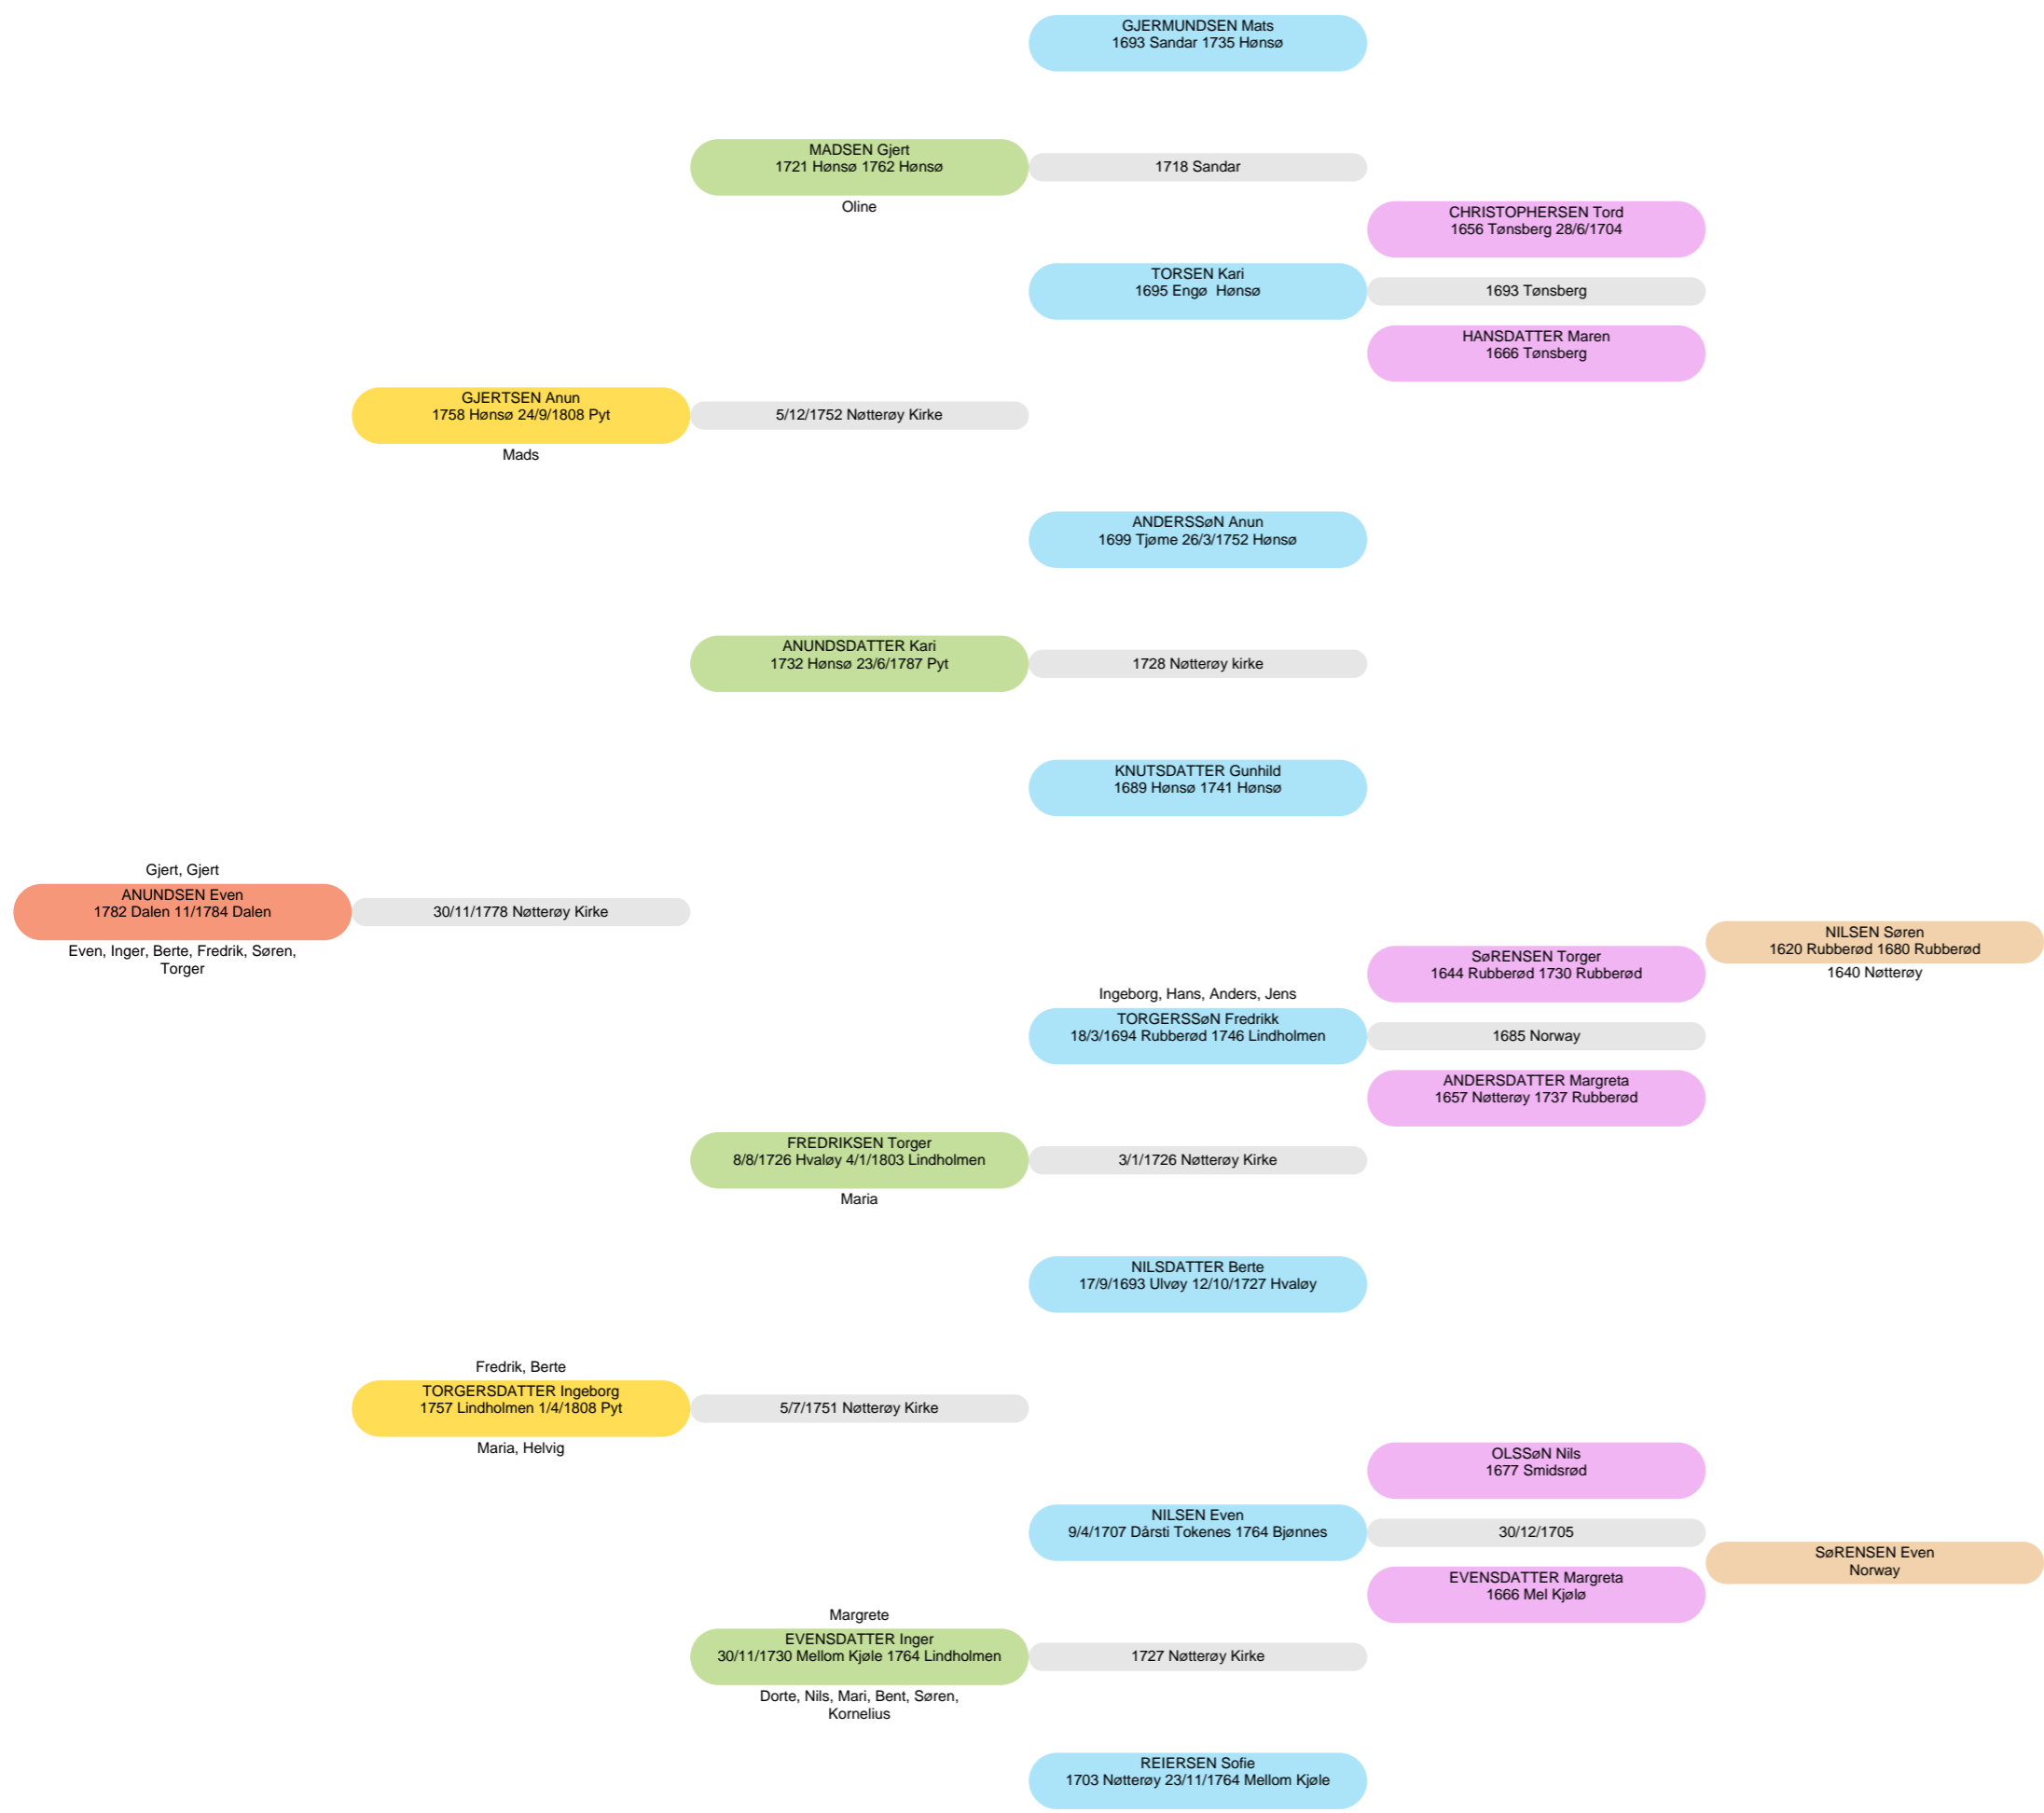 GJERMUNDSEN Mats
1693 Sandar 1735 Hønsø
MADSEN Gjert
1721 Hønsø 1762 Hønsø
Oline
1718 Sandar
CHRISTOPHERSEN Tord
1656 Tønsberg 28/6/1704
TORSEN Kari
1695 Engø  Hønsø
1693 Tønsberg
HANSDATTER Maren
1666 Tønsberg
GJERTSEN Anun
1758 Hønsø 24/9/1808 Pyt
Mads
5/12/1752 Nøtterøy Kirke
ANDERSSøN Anun
1699 Tjøme 26/3/1752 Hønsø
ANUNDSDATTER Kari
1732 Hønsø 23/6/1787 Pyt
1728 Nøtterøy kirke
KNUTSDATTER Gunhild
1689 Hønsø 1741 Hønsø
Gjert, Gjert
ANUNDSEN Even
1782 Dalen 11/1784 Dalen
Even, Inger, Berte, Fredrik, Søren,
Torger
30/11/1778 Nøtterøy Kirke
NILSEN Søren
1620 Rubberød 1680 Rubberød
1640 Nøtterøy
SøRENSEN Torger
1644 Rubberød 1730 Rubberød
Ingeborg, Hans, Anders, Jens
TORGERSSøN Fredrikk
18/3/1694 Rubberød 1746 Lindholmen
1685 Norway
ANDERSDATTER Margreta
1657 Nøtterøy 1737 Rubberød
FREDRIKSEN Torger
8/8/1726 Hvaløy 4/1/1803 Lindholmen
Maria
3/1/1726 Nøtterøy Kirke
NILSDATTER Berte
17/9/1693 Ulvøy 12/10/1727 Hvaløy
Fredrik, Berte
TORGERSDATTER Ingeborg
1757 Lindholmen 1/4/1808 Pyt
Maria, Helvig
5/7/1751 Nøtterøy Kirke
OLSSøN Nils
1677 Smidsrød
NILSEN Even
9/4/1707 Dårsti Tokenes 1764 Bjønnes
30/12/1705
SøRENSEN Even
Norway
EVENSDATTER Margreta
1666 Mel Kjølø
Margrete
EVENSDATTER Inger
30/11/1730 Mellom Kjøle 1764 Lindholmen
Dorte, Nils, Mari, Bent, Søren,
Kornelius
1727 Nøtterøy Kirke
REIERSEN Sofie
1703 Nøtterøy 23/11/1764 Mellom Kjøle